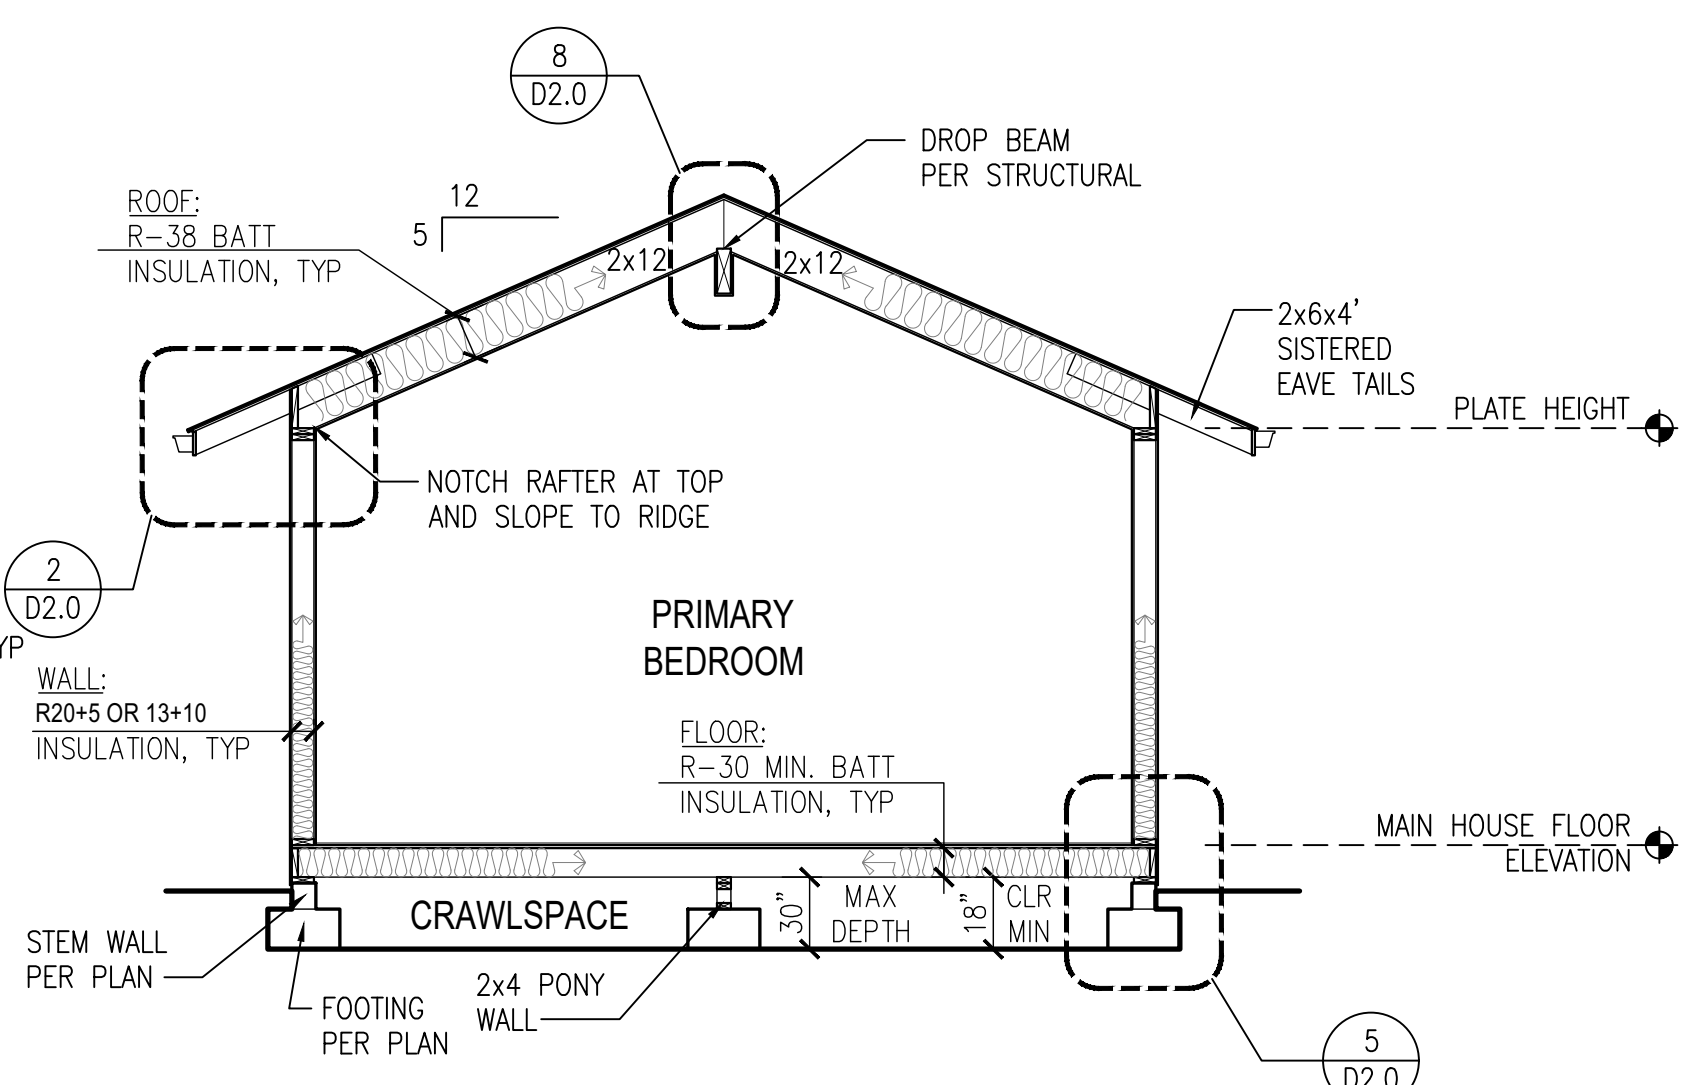 8
D2.0
DROP BEAM
PER STRUCTURAL
ROOF:
R-38 BATT
INSULATION, TYP
12
5
2x12
2x12
2x6x4'
SISTERED
EAVE TAILS
PLATE HEIGHT
NOTCH RAFTER AT TOP
AND SLOPE TO RIDGE
2
D2.0
YP
WALL:
R20+5 OR 13+10
INSULATION, TYP
PRIMARY
BEDROOM
FLOOR:
R-30 MIN. BATT
INSULATION, TYP
MAIN HOUSE FLOOR
ELEVATION
CRAWLSPACE
30"
MAX
DEPTH
18"
CLR
MIN
STEM WALL
PER PLAN
FOOTING
PER PLAN
2x4 PONY
WALL
5
D2.0